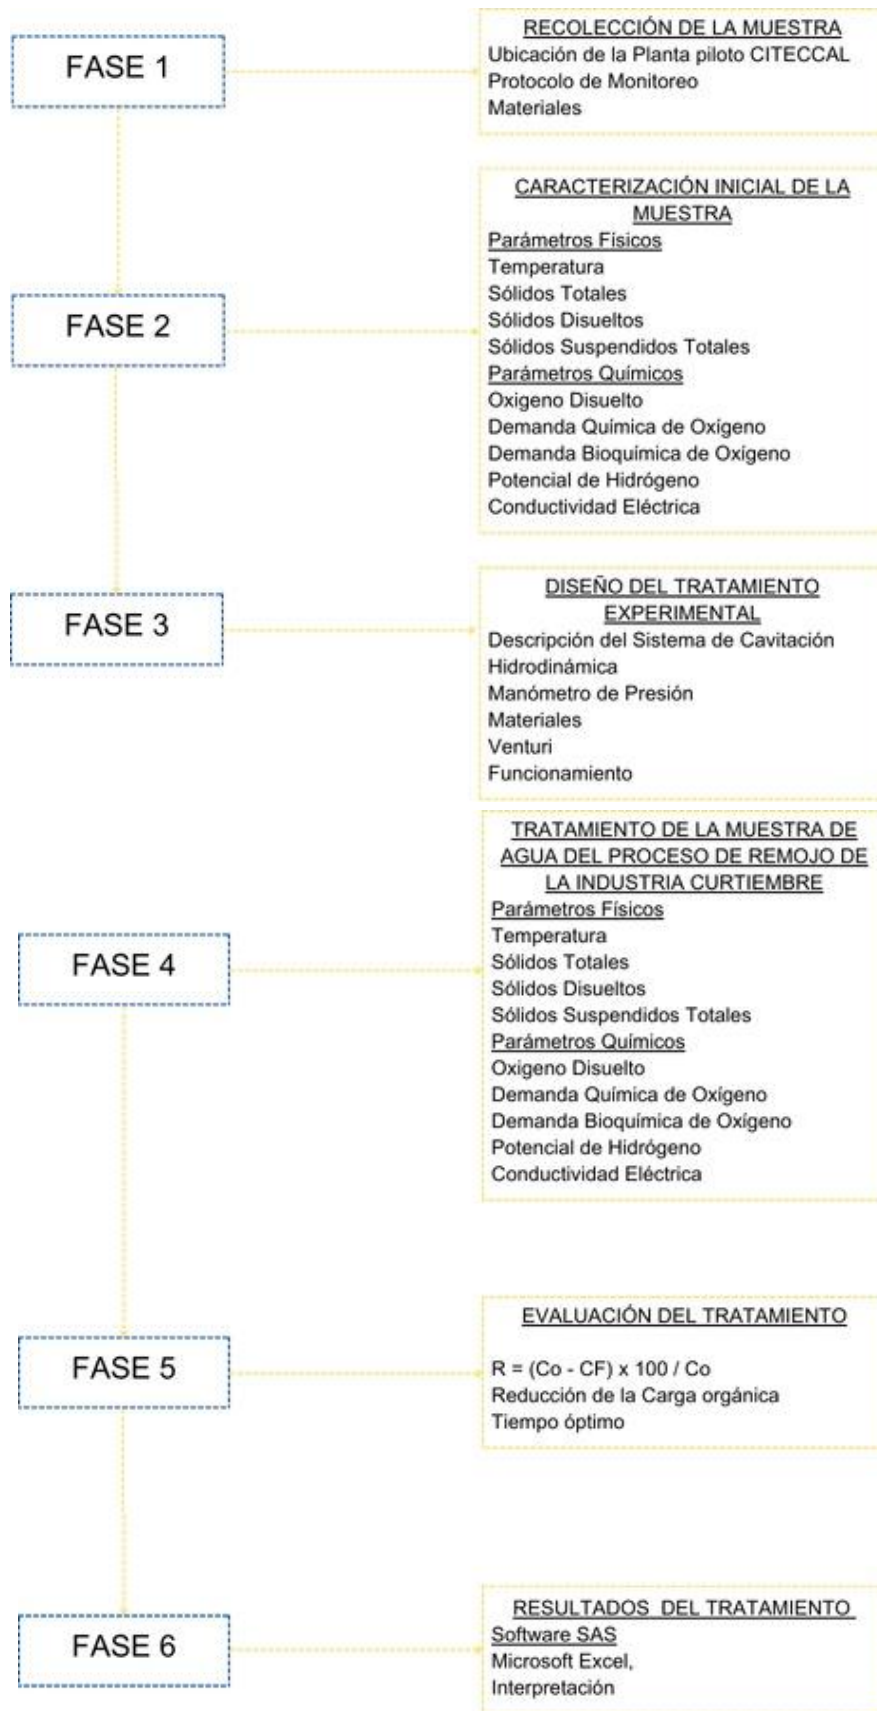 FASE 1
RECOLECCIÓN DE LA MUESTRA
Ubicación de la Planta piloto CITECCAL
Protocolo de Monitoreo
Materiales
FASE 2
CARACTERIZACIÓN INICIAL DE LA
MUESTRA
Parámetros Físicos
Temperatura
Sólidos Totales
Sólidos Disueltos
Sólidos Suspendidos Totales
Parámetros Químicos
Oxigeno Disuelto
Demanda Química de Oxígeno
Demanda Bioquímica de Oxígeno
Potencial de Hidrógeno
Conductividad Eléctrica
FASE 3
DISEÑO DEL TRATAMIENTO
EXPERIMENTAL
Descripción del Sistema de Cavitación
Hidrodinámica
Manómetro de Presión
Materiales
Venturi
Funcionamiento
FASE 4
TRATAMIENTO DE LA MUESTRA DE
AGUA DEL PROCESO DE REMOJO DE
LA INDUSTRIA CURTIEMBRE
Parámetros Físicos
Temperatura
Sólidos Totales
Sólidos Disueltos
Sólidos Suspendidos Totales
Parámetros Químicos
Oxigeno Disuelto
Demanda Química de Oxígeno
Demanda Bioquímica de Oxígeno
Potencial de Hidrógeno
Conductividad Eléctrica
FASE 5
EVALUACIÓN DEL TRATAMIENTO
R = (Co - CF) x 100 / Co
Reducción de la Carga orgánica
Tiempo óptimo
FASE 6
RESULTADOS DEL TRATAMIENTO
Software SAS
Microsoft Excel,
Interpretación